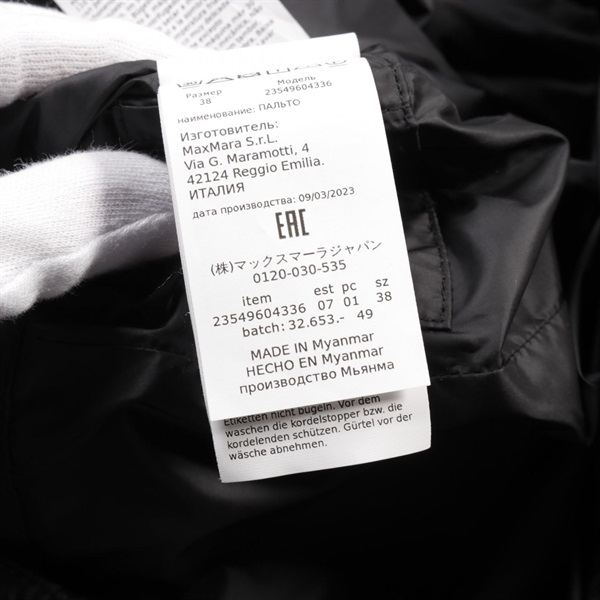 Размер Модель
38 23549604336
наименование: ПАЛЬТО
Изготовитель:
MaxMara S.r.L.
Via G. Maramotti, 4
42124 Reggio Emilia.
ИТАЛИЯ
дата производства: 09/03/2023
EAC
(株)マックスマーラジャパン
0120-030-535
item est pc sz
23549604336 07 01 38
batch: 32.653.- 49
MADE IN Myanmar
HECHO EN Myanmar
производство Мьянма
Etiketten nicht bügeln. Vor dem
waschen die kordelstopper bzw. die
kordelenden schützen. Gürtel vor der
wäsche abnehmen.